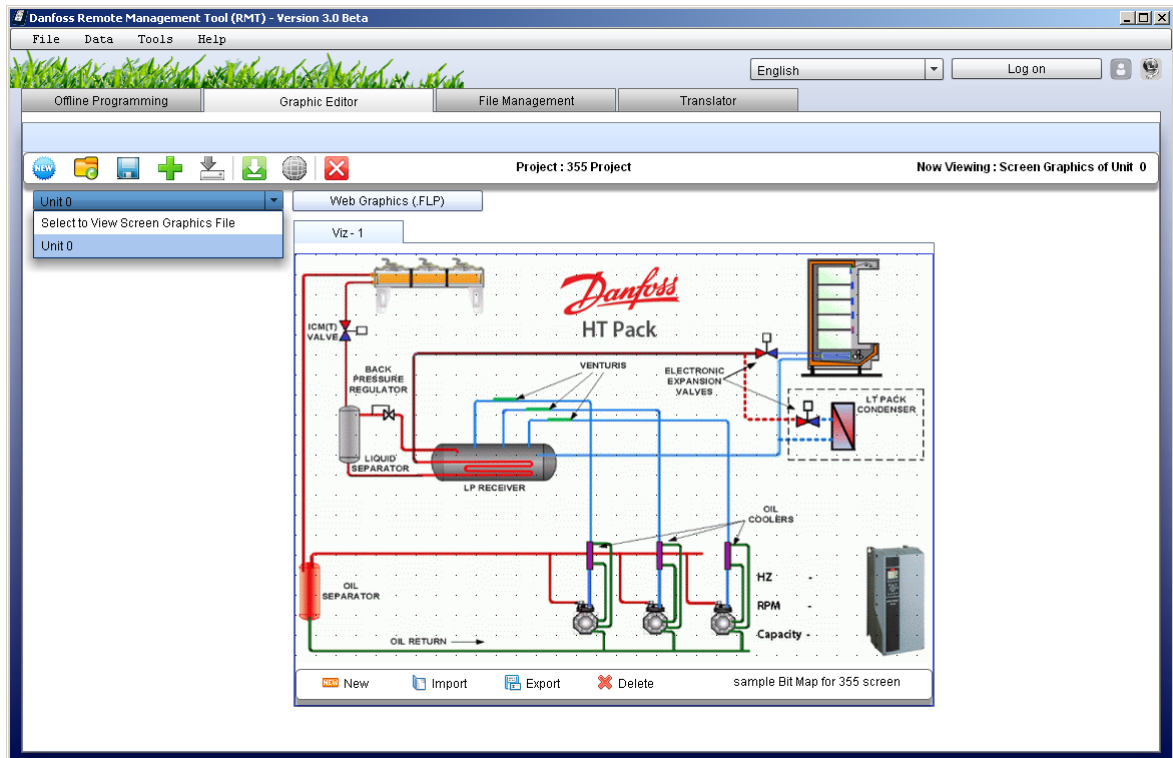 Danfoss Remote Management Tool (RMT) - Version 3.0 Beta
File Data Tools Help
English
Log on
Offline Programming
Graphic Editor
File Management
Translator
NEW
Project : 355 Project
Now Viewing : Screen Graphics of Unit 0
Unit 0
Select to View Screen Graphics File
Unit 0
Web Graphics (.FLP)
Viz - 1
Danfoss
HT Pack
ICM(T)
VALVE
BACK
PRESSURE
REGULATOR
VENTURIS
ELECTRONIC
EXPANSION
VALVES
LT PACK
CONDENSER
LIQUID
SEPARATOR
LP RECEIVER
OIL
COOLERS
OIL
SEPARATOR
HZ -
RPM
Capacity -
OIL RETURN
NEW New
Import
Export
Delete
sample Bit Map for 355 screen